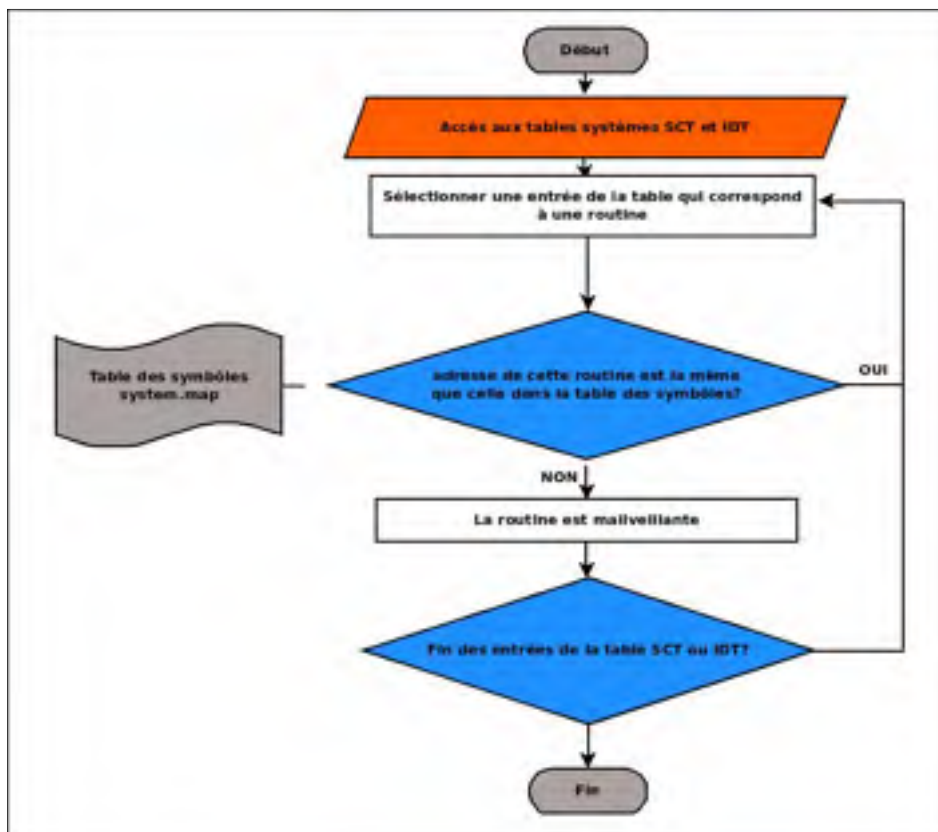 Début
Accès aux tables systèmes SCT et IDT
Sélectionner une entrée de la table qui correspond
à une routine
Table des symbôles
system.map
adresse de cette routine est la même
que celle dans la table des symbôles?
OUI
NON
La routine est mailveillante
Fin des entrées de la table SCT ou IDT?
Fin